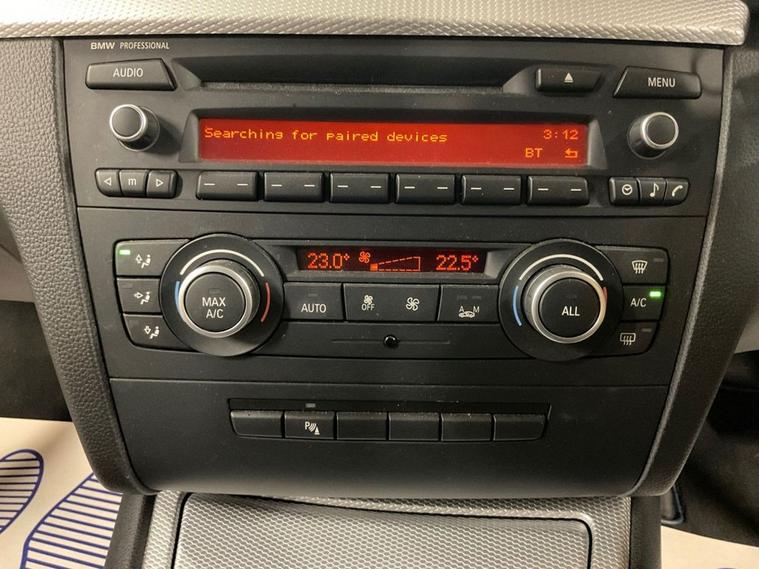 BMW PROFESSIONAL
AUDIO
MENU
Searching for paired devices 3:12
BT
m
23.0° 22.5°
MAX A/C
AUTO
OFF
A M
ALL
A/C
P